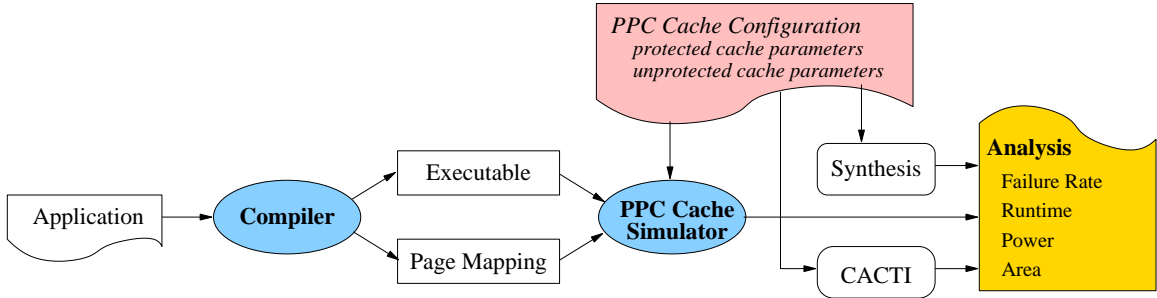 PPC Cache Configuration
protected cache parameters
unprotected cache parameters
Application
Compiler
Executable
Page Mapping
PPC Cache
Simulator
Synthesis
CACTI
Analysis
Failure Rate
Runtime
Power
Area